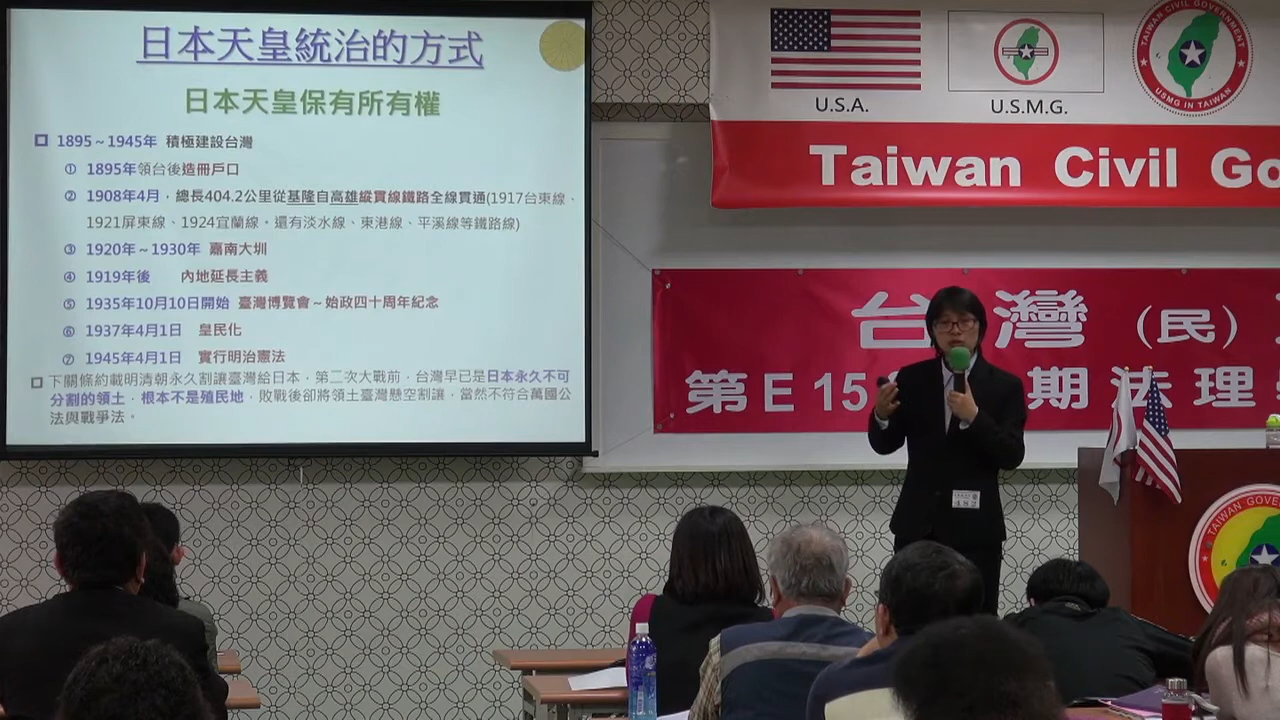 日本天皇統治的方式
日本天皇保有所有權
1895～1945年 積極建設台灣
① 1895年領台後造冊戶口
② 1908年4月，總長404.2公里從基隆自高雄縱貫線鐵路全線貫通(1917台東線、
1921屏東線、1924宜蘭線。還有淡水線、東港線、平溪線等鐵路線)
③ 1920年～1930年 嘉南大圳
④ 1919年後 內地延長主義
⑤ 1935年10月10日開始 臺灣博覽會～始政四十周年紀念
⑥ 1937年4月1日 皇民化
⑦ 1945年4月1日 實行明治憲法
下關條約載明清朝永久割讓臺灣給日本，第二次大戰前，台灣早已是日本永久不可
分割的領土，根本不是殖民地，敗戰後卻將領土臺灣懸空割讓，當然不符合萬國公
法與戰爭法。
U.S.A.
U.S.M.G.
TAIWAN CIVIL GOVERNMENT
USMG IN TAIWAN
Taiwan Civil Go
台灣（民）
第E15 期法理
482
TAIWAN GOVER